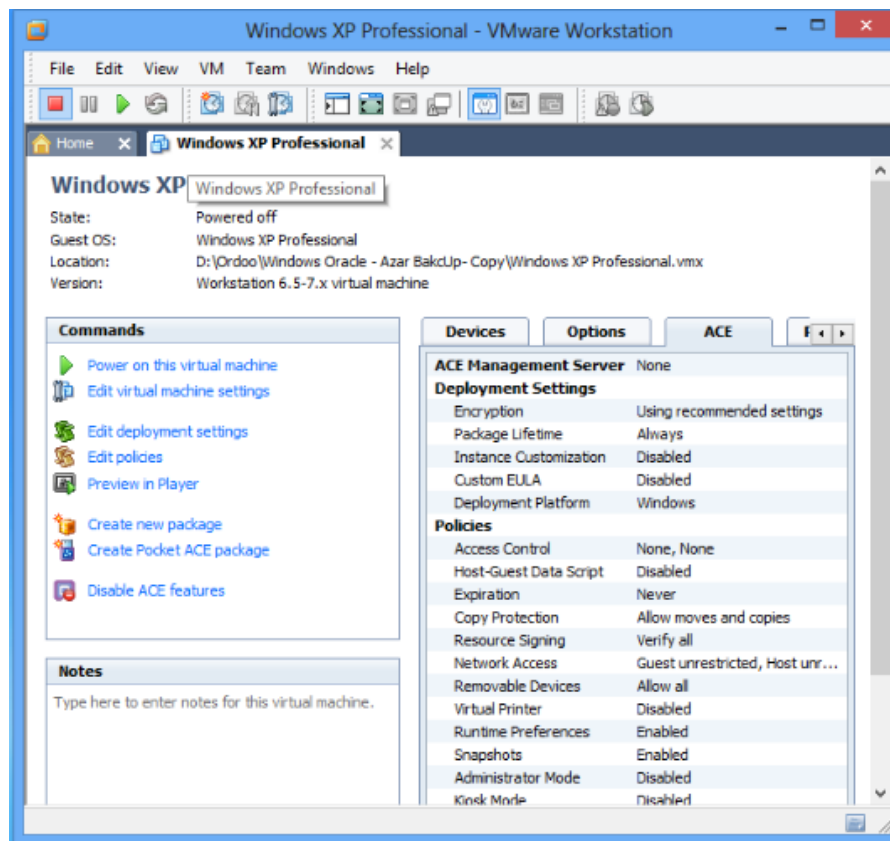 Windows XP Professional - VMware Workstation
File Edit View VM Team Windows Help
Home Windows XP Professional
Windows XP
Windows XP Professional
State: Powered off
Guest OS: Windows XP Professional
Location: D:\Ordoo\Windows Oracle - Azar BakcUp- Copy\Windows XP Professional.vmx
Version: Workstation 6.5-7.x virtual machine
Commands
Power on this virtual machine
Edit virtual machine settings
Edit deployment settings
Edit policies
Preview in Player
Create new package
Create Pocket ACE package
Disable ACE features
Notes
Type here to enter notes for this virtual machine.
Devices Options ACE
ACE Management Server None
Deployment Settings
Encryption Using recommended settings
Package Lifetime Always
Instance Customization Disabled
Custom EULA Disabled
Deployment Platform Windows
Policies
Access Control None, None
Host-Guest Data Script Disabled
Expiration Never
Copy Protection Allow moves and copies
Resource Signing Verify all
Network Access Guest unrestricted, Host unr...
Removable Devices Allow all
Virtual Printer Disabled
Runtime Preferences Enabled
Snapshots Enabled
Administrator Mode Disabled
Kiosk Mode Disabled